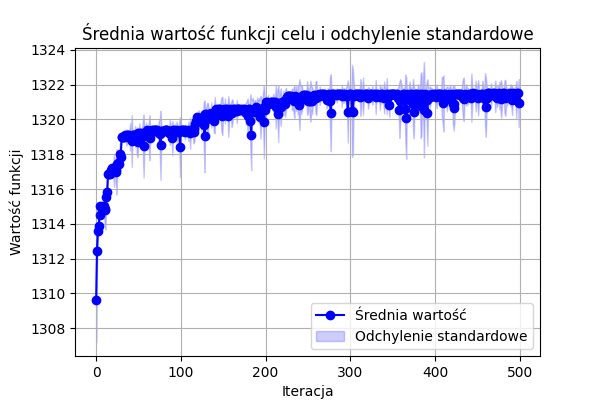 Średnia wartość funkcji celu i odchylenie standardowe
Wartość funkcji
1324
1322
1320
1318
1316
1314
1312
1310
1308
0 100 200 300 400 500
Iteracja
Średnia wartość
Odchylenie standardowe